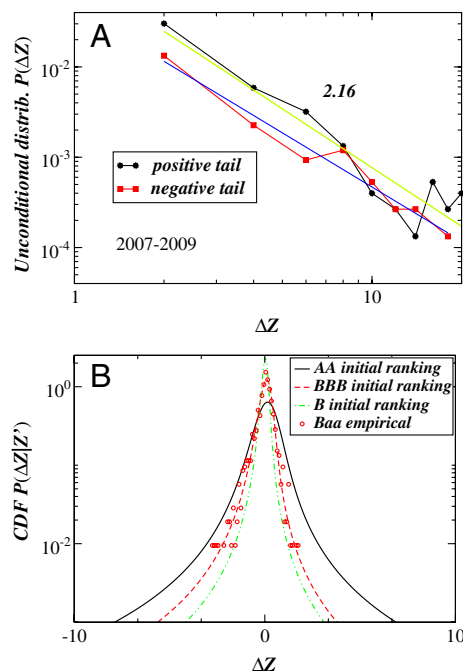 A
Unconditional distrib. P(ΔZ)
10^-2
10^-3
10^-4
2.16
positive tail
negative tail
2007-2009
1
10
ΔZ
B
CDF P(ΔZ|Z')
10^0
10^-2
AA initial ranking
BBB initial ranking
B initial ranking
Baa empirical
-10
0
10
ΔZ